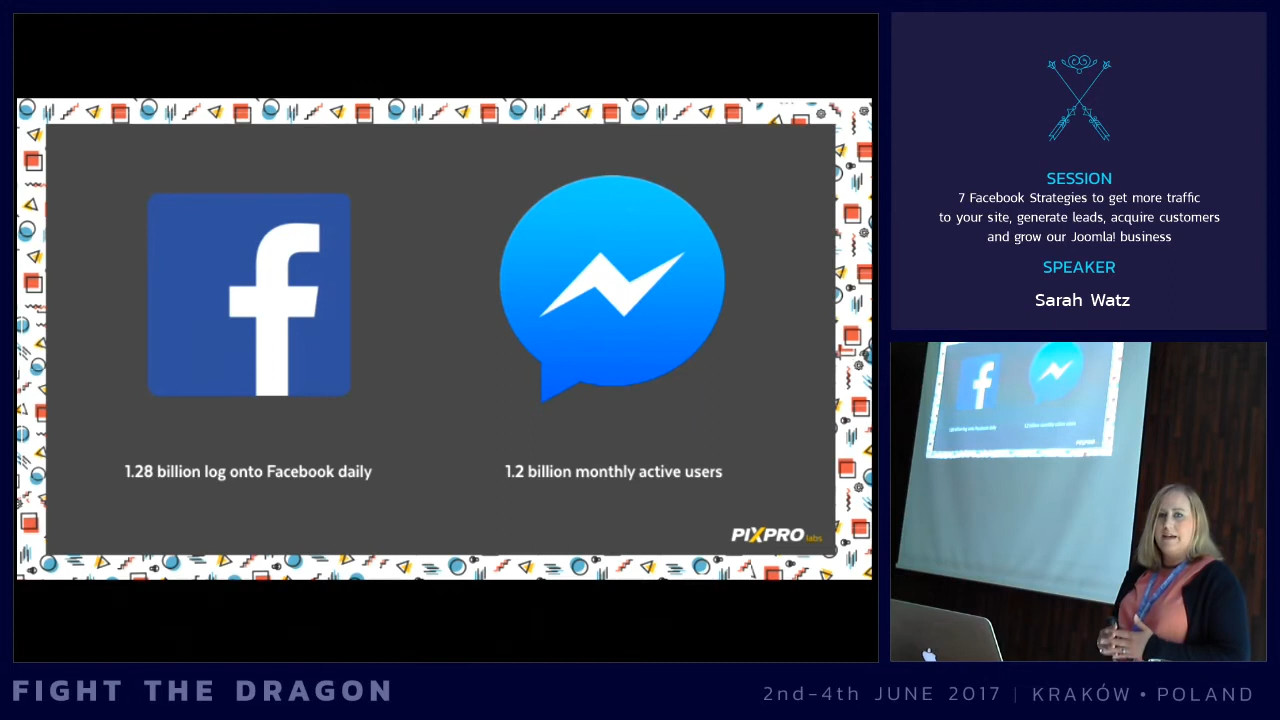 1.28 billion log onto Facebook daily
1.2 billion monthly active users
PIXPRO labs
SESSION
7 Facebook Strategies to get more traffic
to your site, generate leads, acquire customers
and grow our Joomla! business
SPEAKER
Sarah Watz
PIXPRO
FIGHT THE DRAGON
2nd-4th JUNE 2017 | KRAKÓW • POLAND